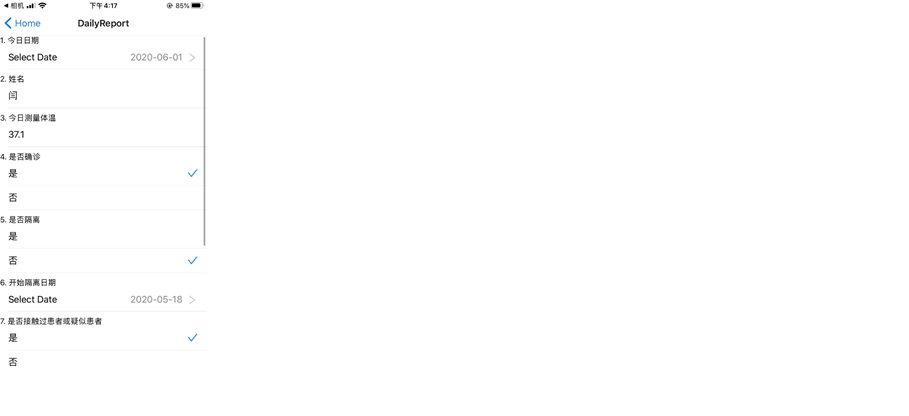 相机 下午4:17 85%
Home DailyReport
1. 今日日期
Select Date 2020-06-01
2. 姓名
闫
3. 今日测量体温
37.1
4. 是否确诊
是
否
5. 是否隔离
是
否
6. 开始隔离日期
Select Date 2020-05-18
7. 是否接触过患者或疑似患者
是
否